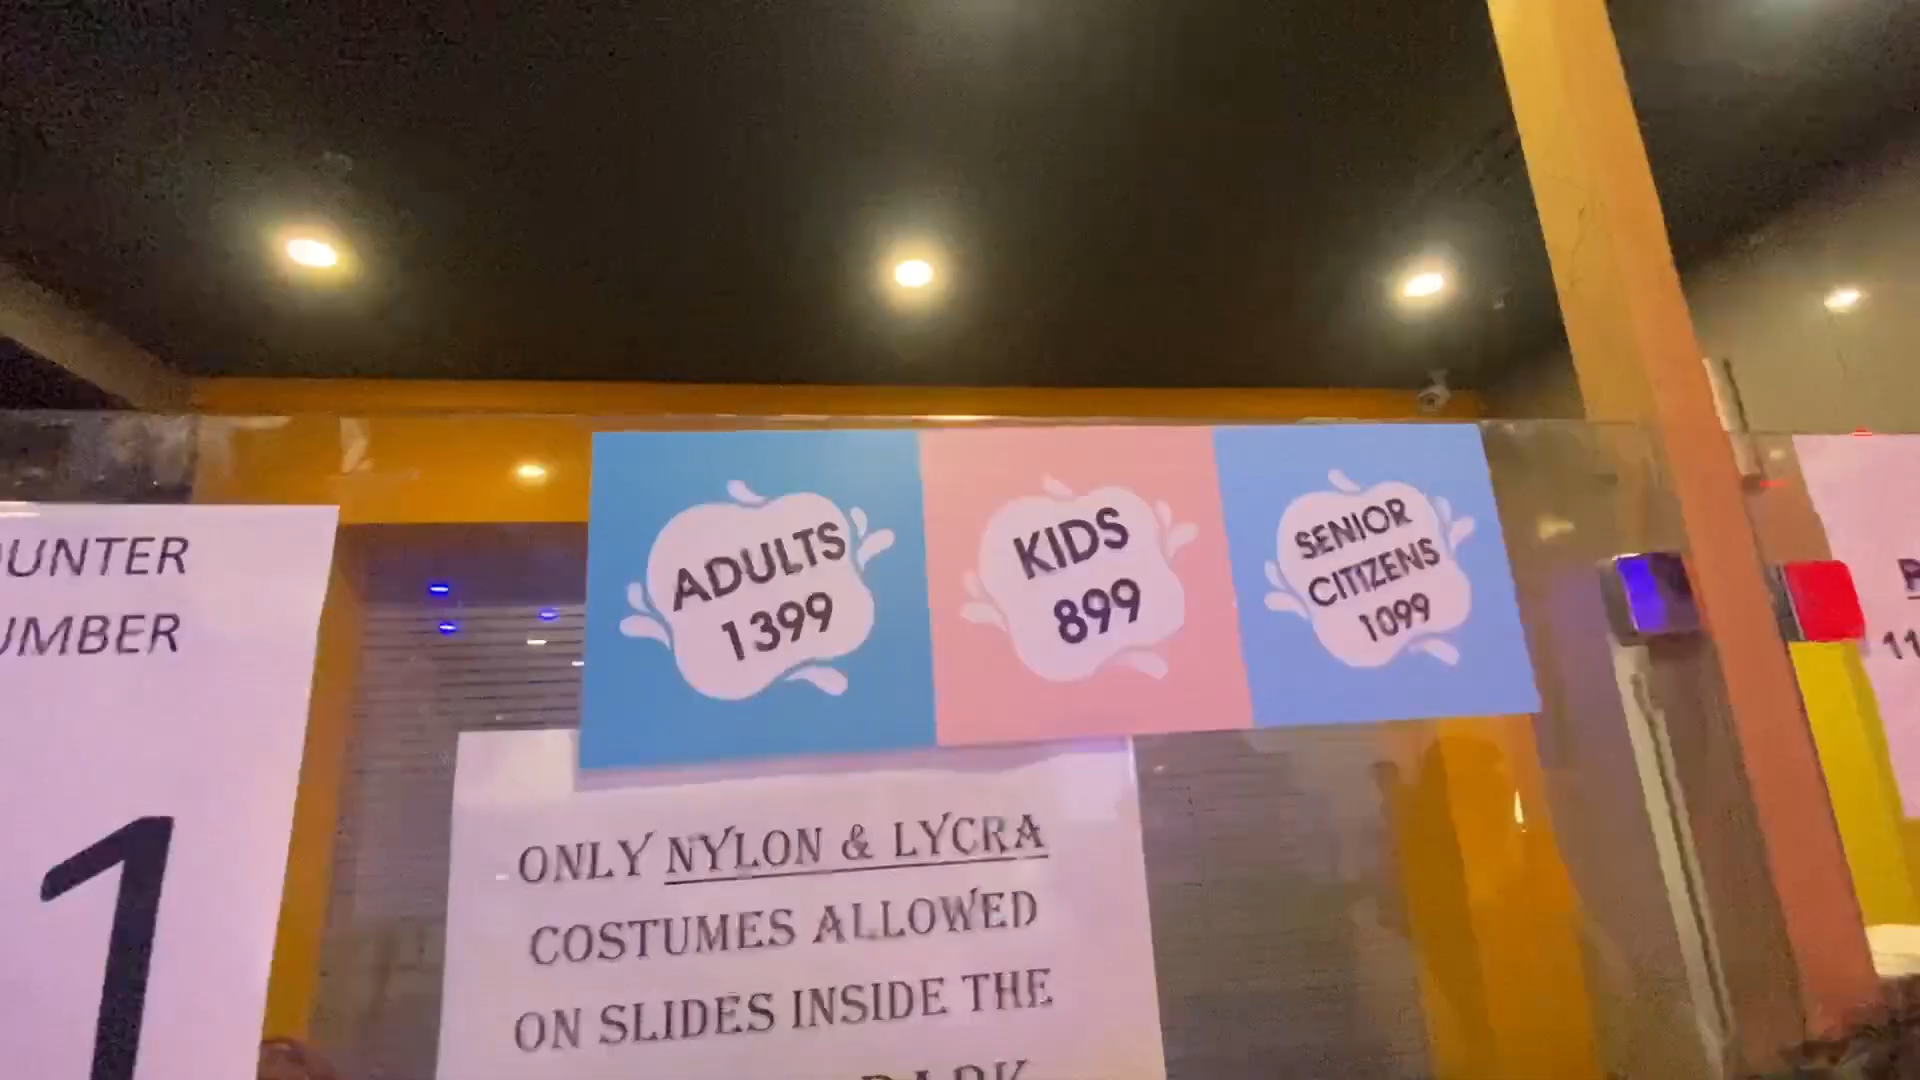 UNTER
UMBER
1
ADULTS
1399
KIDS
899
SENIOR
CITIZENS
1099
ONLY NYLON & LYCRA
COSTUMES ALLOWED
ON SLIDES INSIDE THE
PARK
11